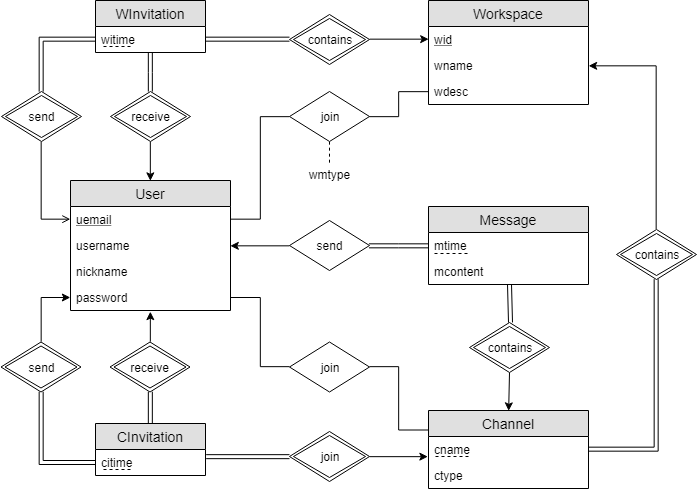 WInvitation
witime
contains
Workspace
wid
wname
wdesc
send
receive
join
wmtype
User
uemail
username
nickname
password
send
Message
mtime
mcontent
contains
contains
send
receive
join
CInvitation
citime
join
Channel
cname
ctype